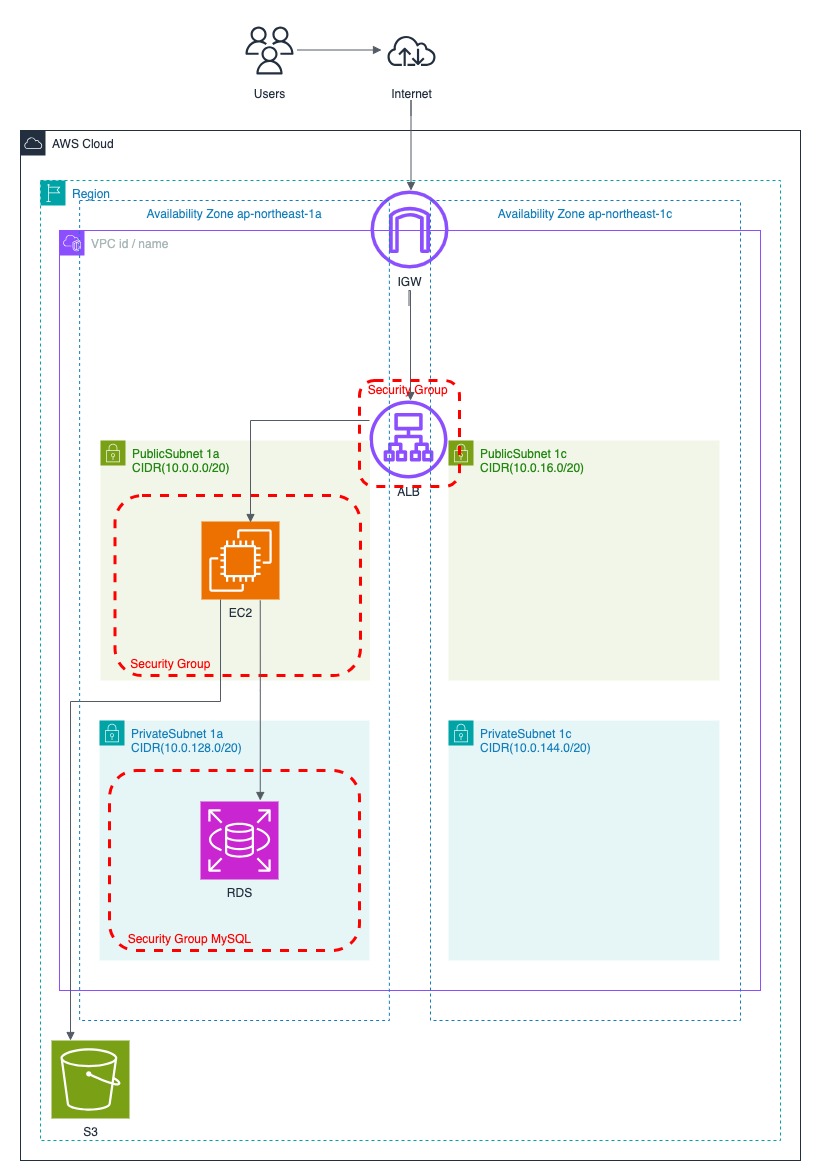 Users
Internet
AWS Cloud
Region
Availability Zone ap-northeast-1a
Availability Zone ap-northeast-1c
VPC id / name
IGW
Security Group
ALB
PublicSubnet 1a
CIDR(10.0.0.0/20)
PublicSubnet 1c
CIDR(10.0.16.0/20)
EC2
Security Group
PrivateSubnet 1a
CIDR(10.0.128.0/20)
PrivateSubnet 1c
CIDR(10.0.144.0/20)
RDS
Security Group MySQL
S3